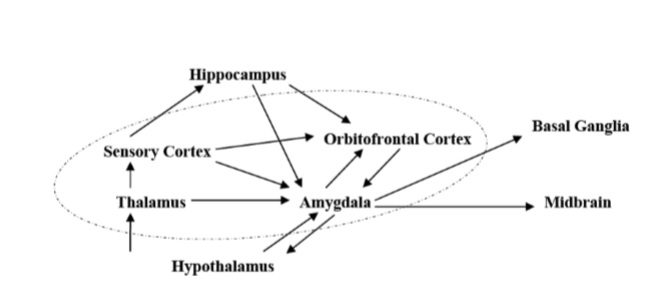 Hippocampus
Basal Ganglia
Orbitofrontal Cortex
Sensory Cortex
Thalamus
Amygdala
Midbrain
Hypothalamus